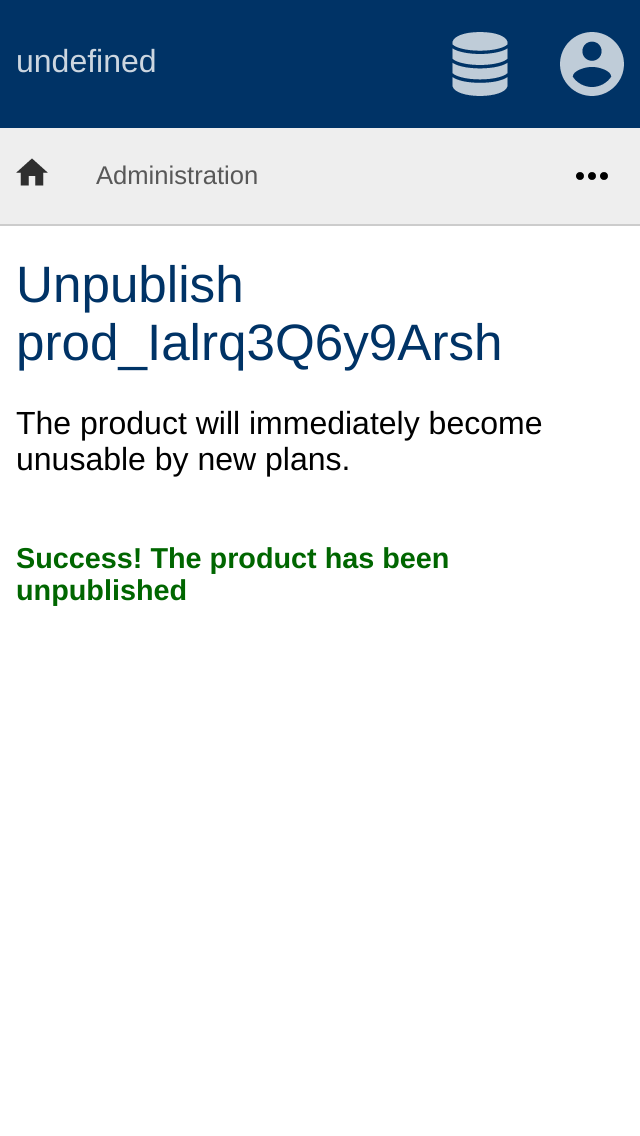 undefined
Administration
Unpublish
prod_Ialrq3Q6y9Arsh
The product will immediately become
unusable by new plans.
Success! The product has been
unpublished